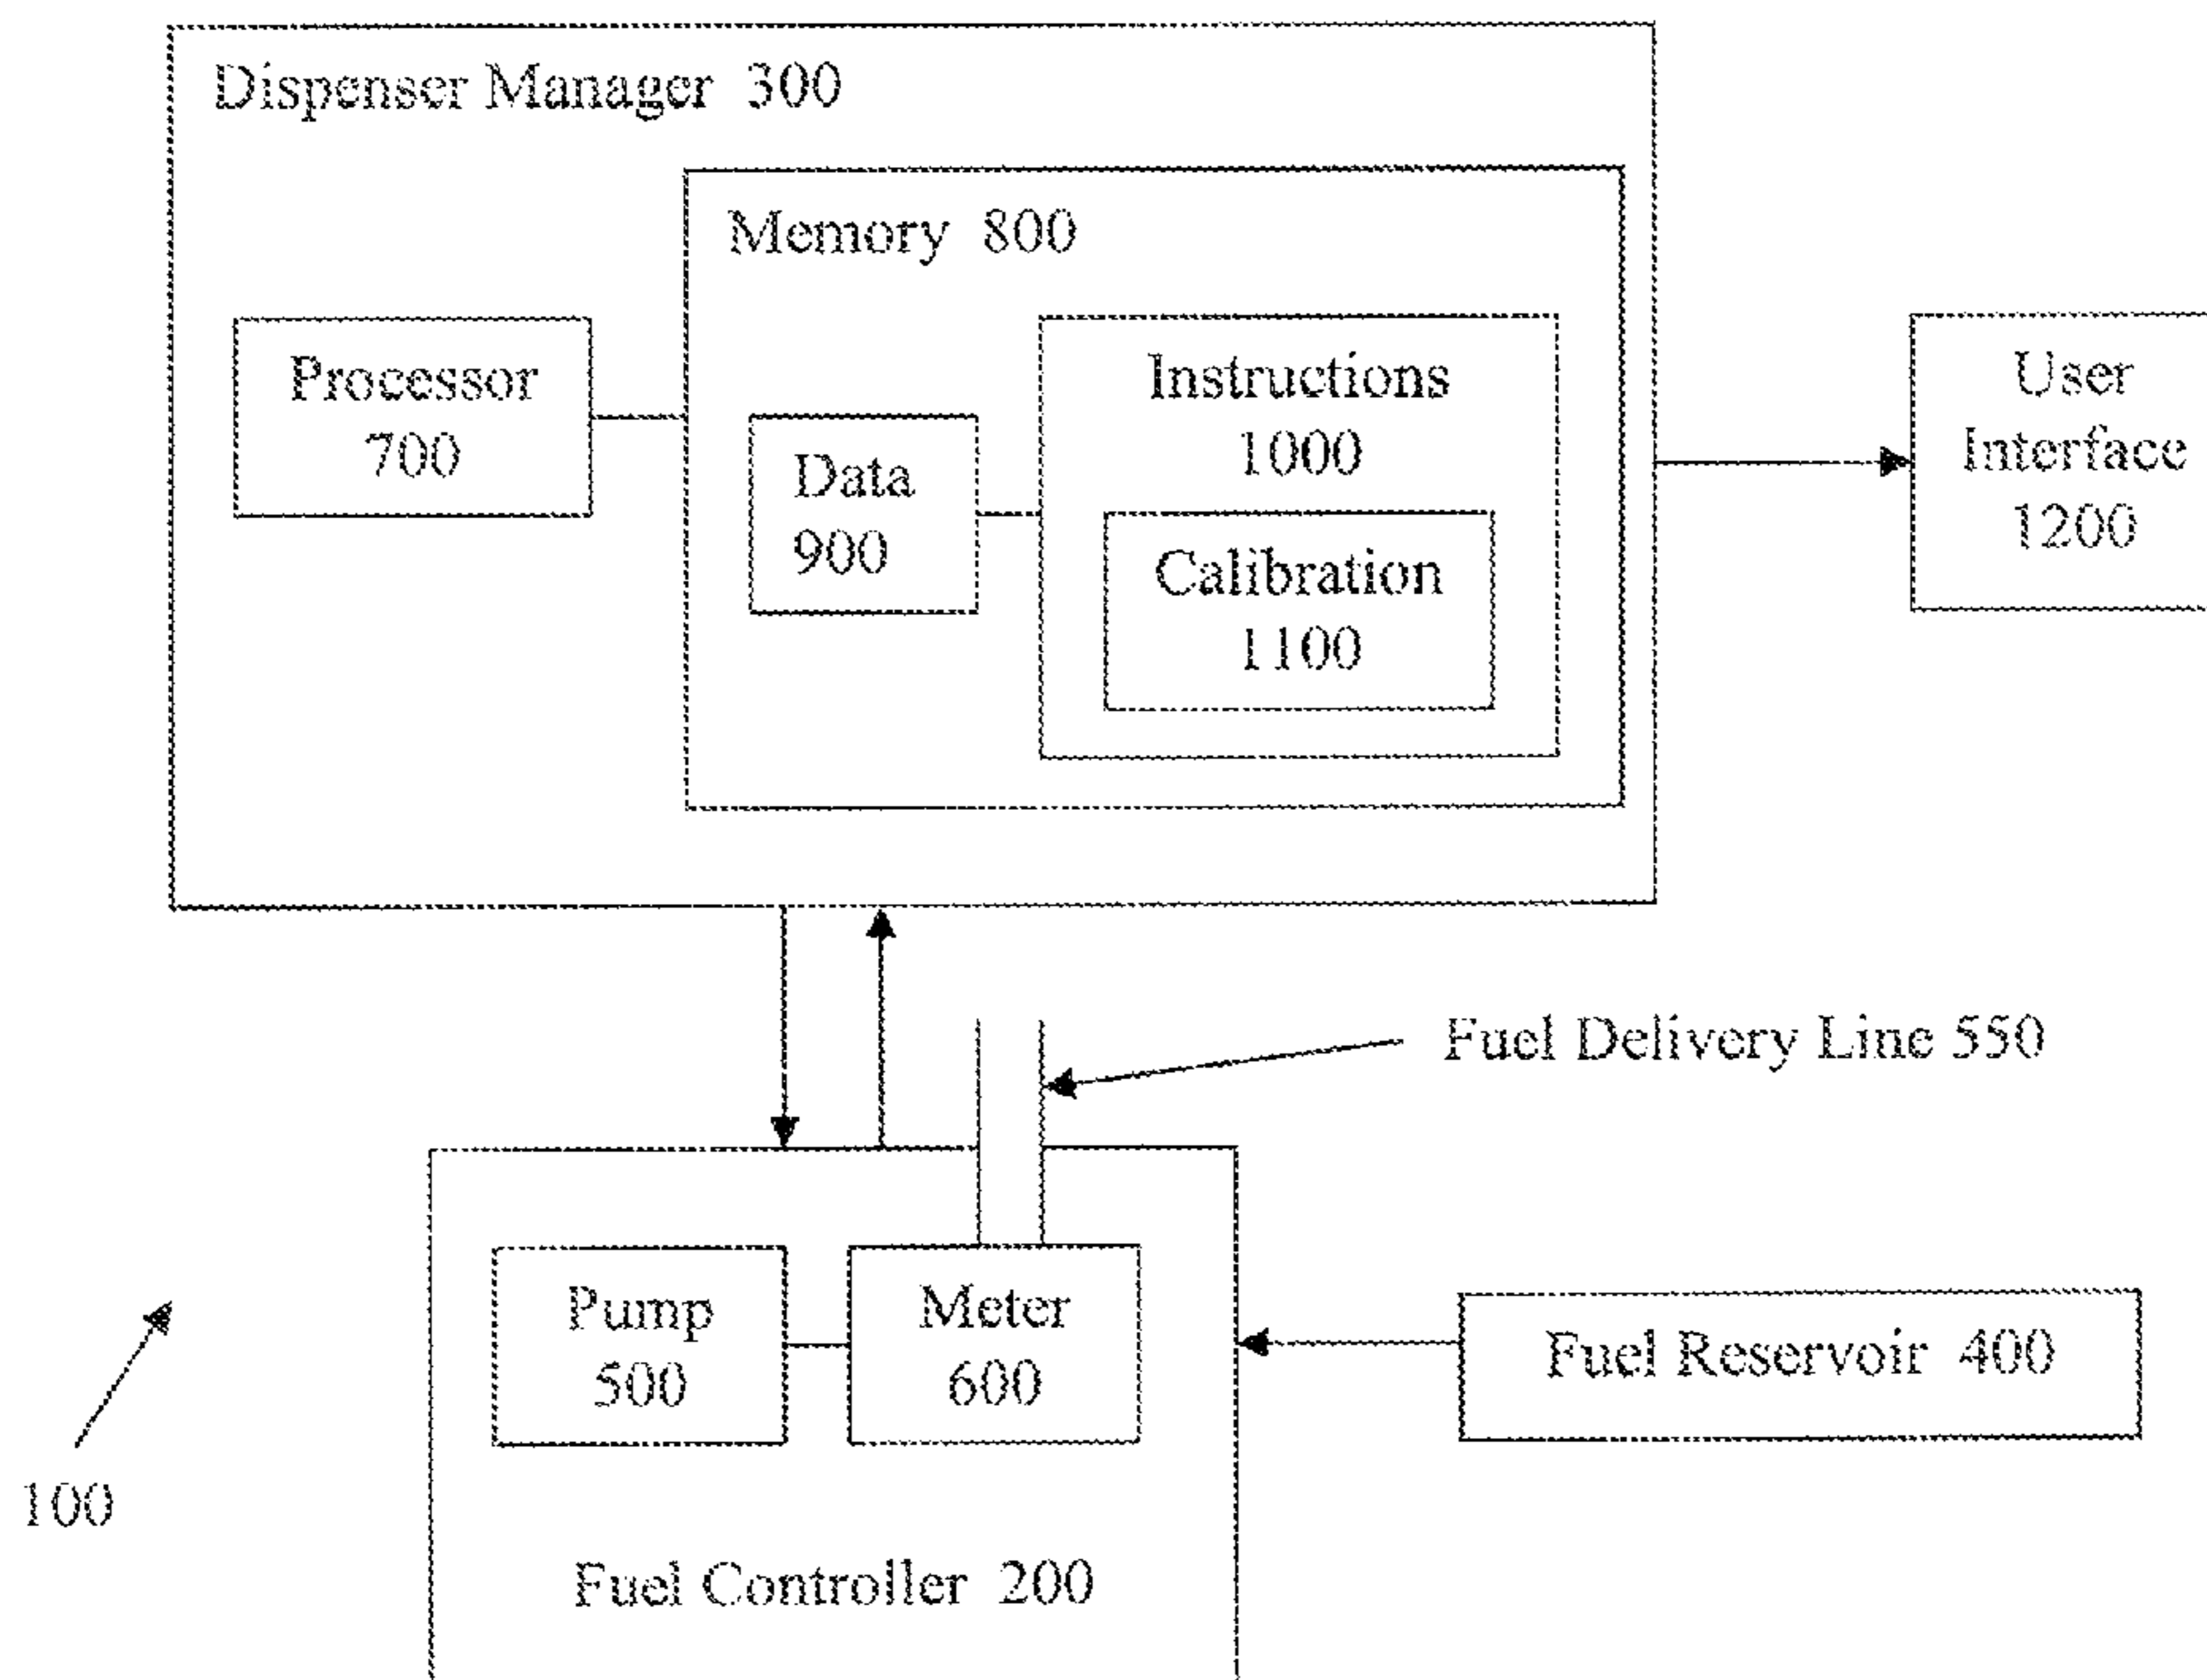 Dispenser Manager 300
Memory 800
Processor
700
Data
900
Instructions
1000
Calibration
1100
User
Interface
1200
Fuel Delivery Line 550
Pump
500
Meter
600
Fuel Reservoir 400
100
Fuel Controller 200